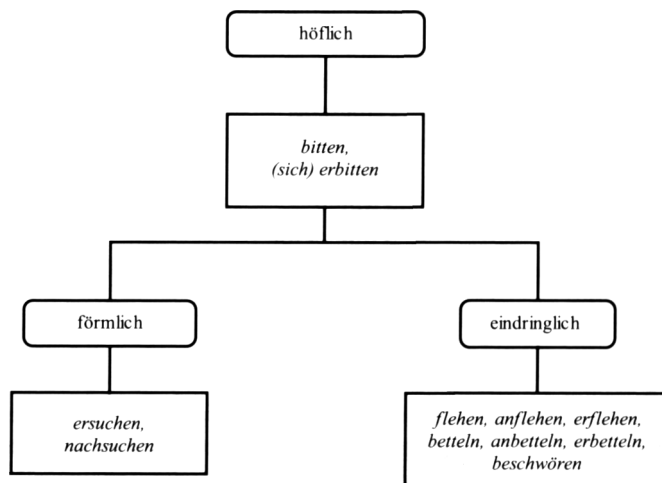 höflich
bitten,
(sich) erbitten
förmlich
eindringlich
ersuchen,
nachsuchen
flehen, anflehen, erflehen,
betteln, anbetteln, erbetteln,
beschwören